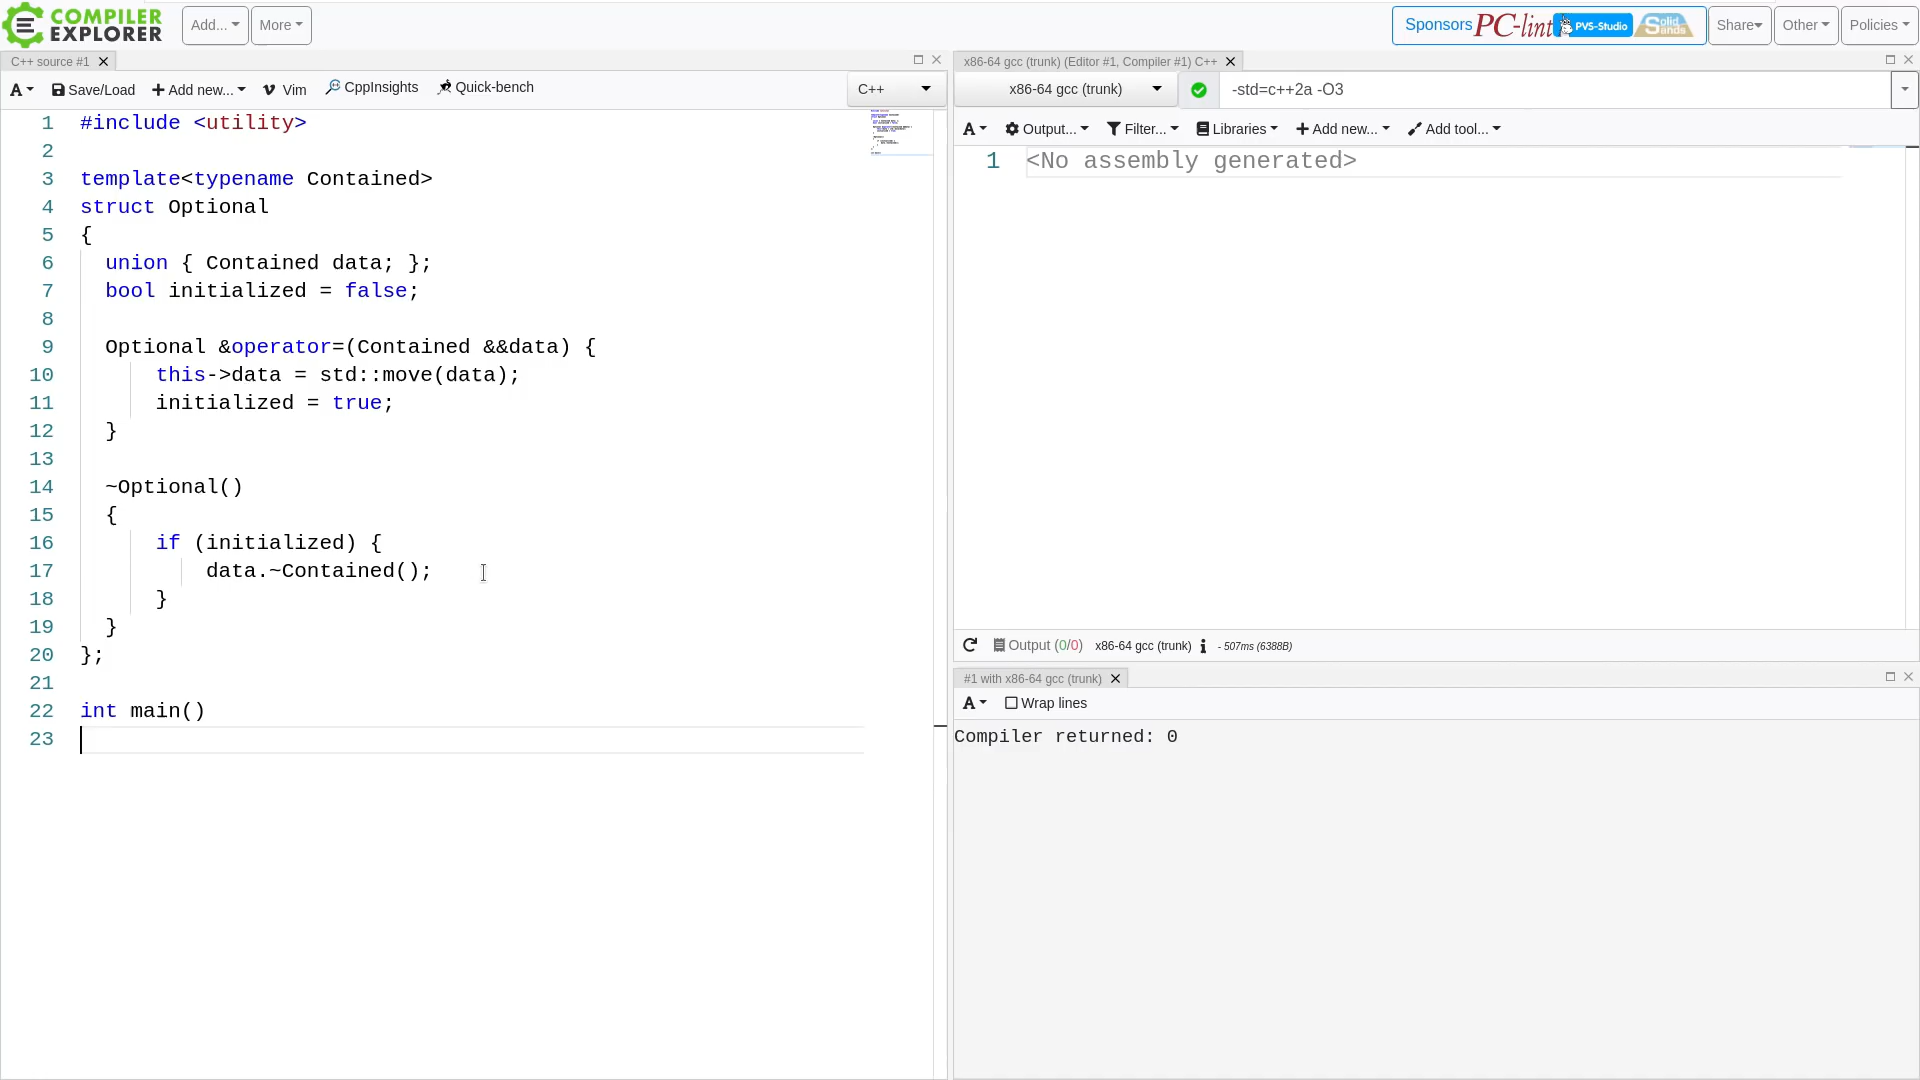 COMPILER EXPLORER
Add...
More
Sponsors PC-lint PVS-Studio Solid Sands
Share
Other
Policies
C++ source #1
A
Save/Load
Add new...
Vim
CppInsights
Quick-bench
C++
1 #include <utility>
2
3 template<typename Contained>
4 struct Optional
5 {
6   union { Contained data; };
7   bool initialized = false;
8
9   Optional &operator=(Contained &&data) {
10       this->data = std::move(data);
11       initialized = true;
12   }
13
14   ~Optional()
15   {
16       if (initialized) {
17           data.~Contained();
18       }
19   }
20 };
21
22 int main()
23
x86-64 gcc (trunk) (Editor #1, Compiler #1) C++
x86-64 gcc (trunk)
-std=c++2a -O3
A
Output...
Filter...
Libraries
Add new...
Add tool...
1 <No assembly generated>
Output (0/0) x86-64 gcc (trunk) i - 507ms (6388B)
#1 with x86-64 gcc (trunk)
A
Wrap lines
Compiler returned: 0